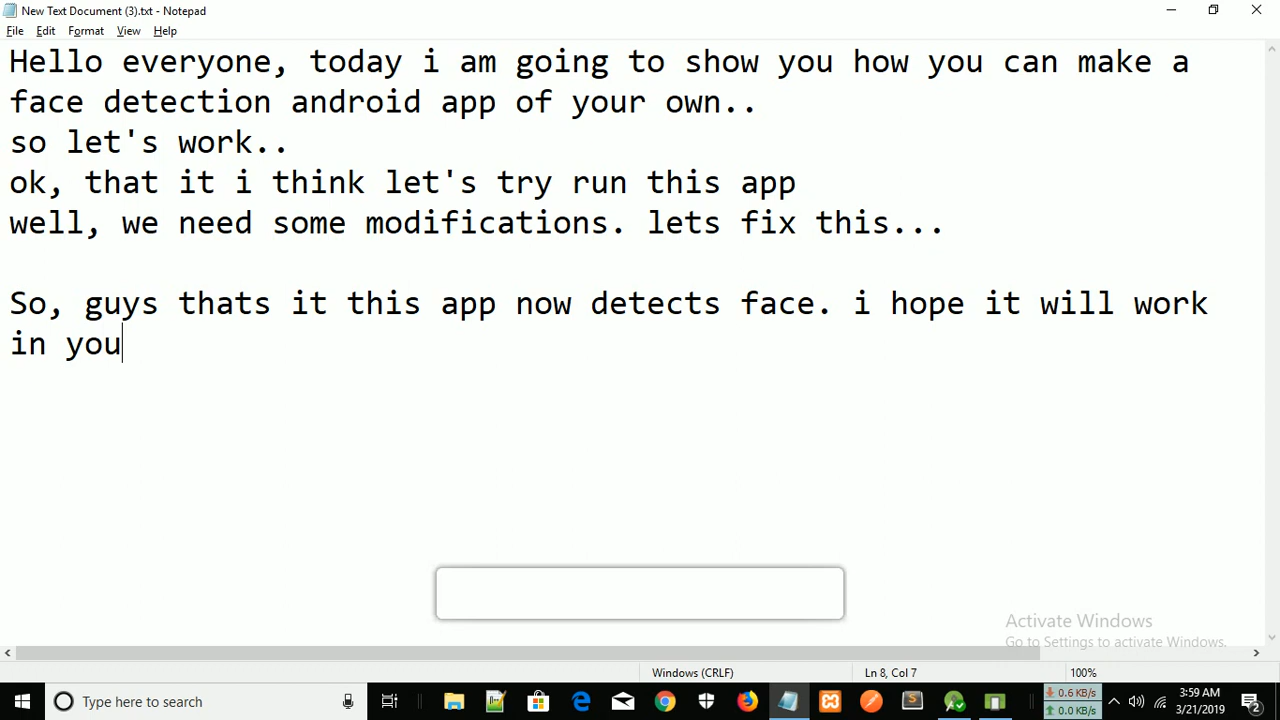 New Text Document (3).txt - Notepad
File Edit Format View Help
Hello everyone, today i am going to show you how you can make a
face detection android app of your own..
so let's work..
ok, that it i think let's try run this app
well, we need some modifications. lets fix this...
So, guys thats it this app now detects face. i hope it will work
in you
Activate Windows
Go to Settings to activate Windows.
Windows (CRLF) Ln 8, Col 7 100%
Type here to search
0.6 KB/s
0.0 KB/s
3:59 AM
3/21/2019
2